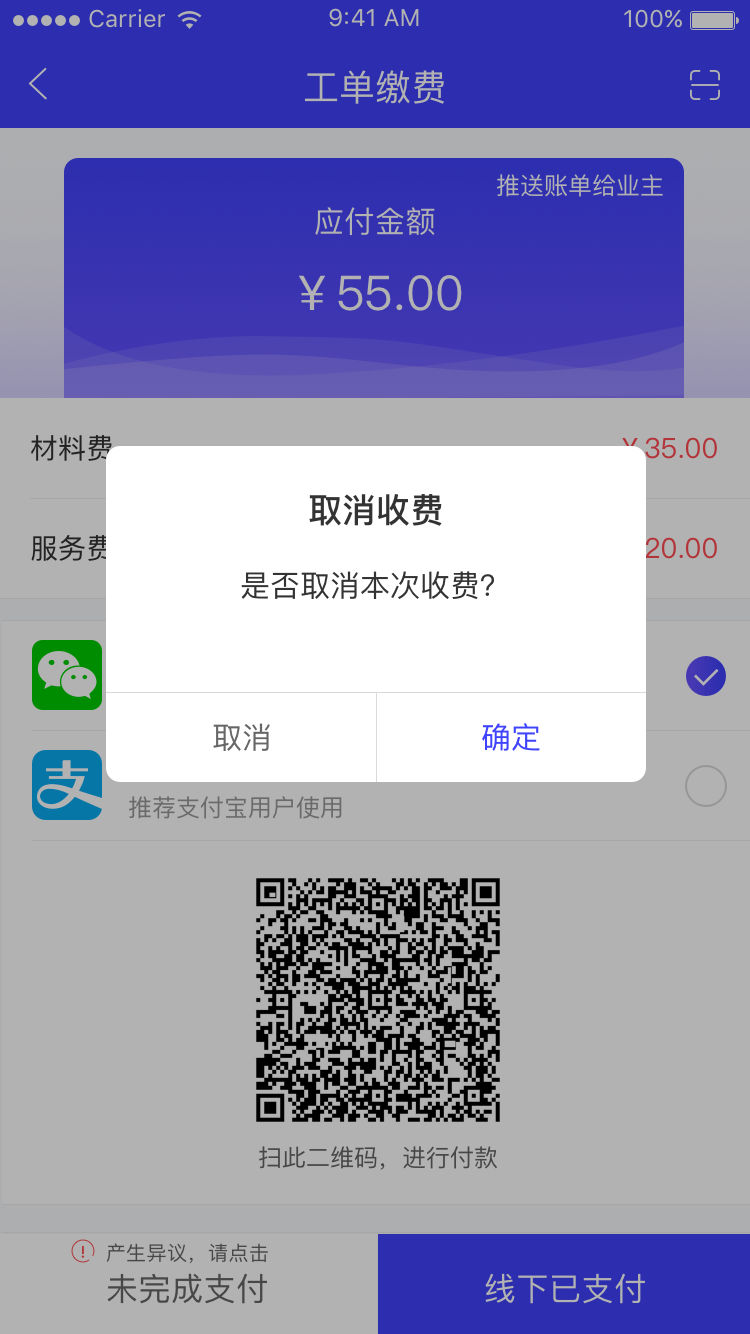 Carrier 9:41 AM 100%
工单缴费
推送账单给业主
应付金额
¥ 55.00
材料费 ¥ 35.00
取消收费
服务费 20.00
是否取消本次收费?
取消 确定
支
推荐支付宝用户使用
扫此二维码，进行付款
产生异议，请点击
未完成支付 线下已支付